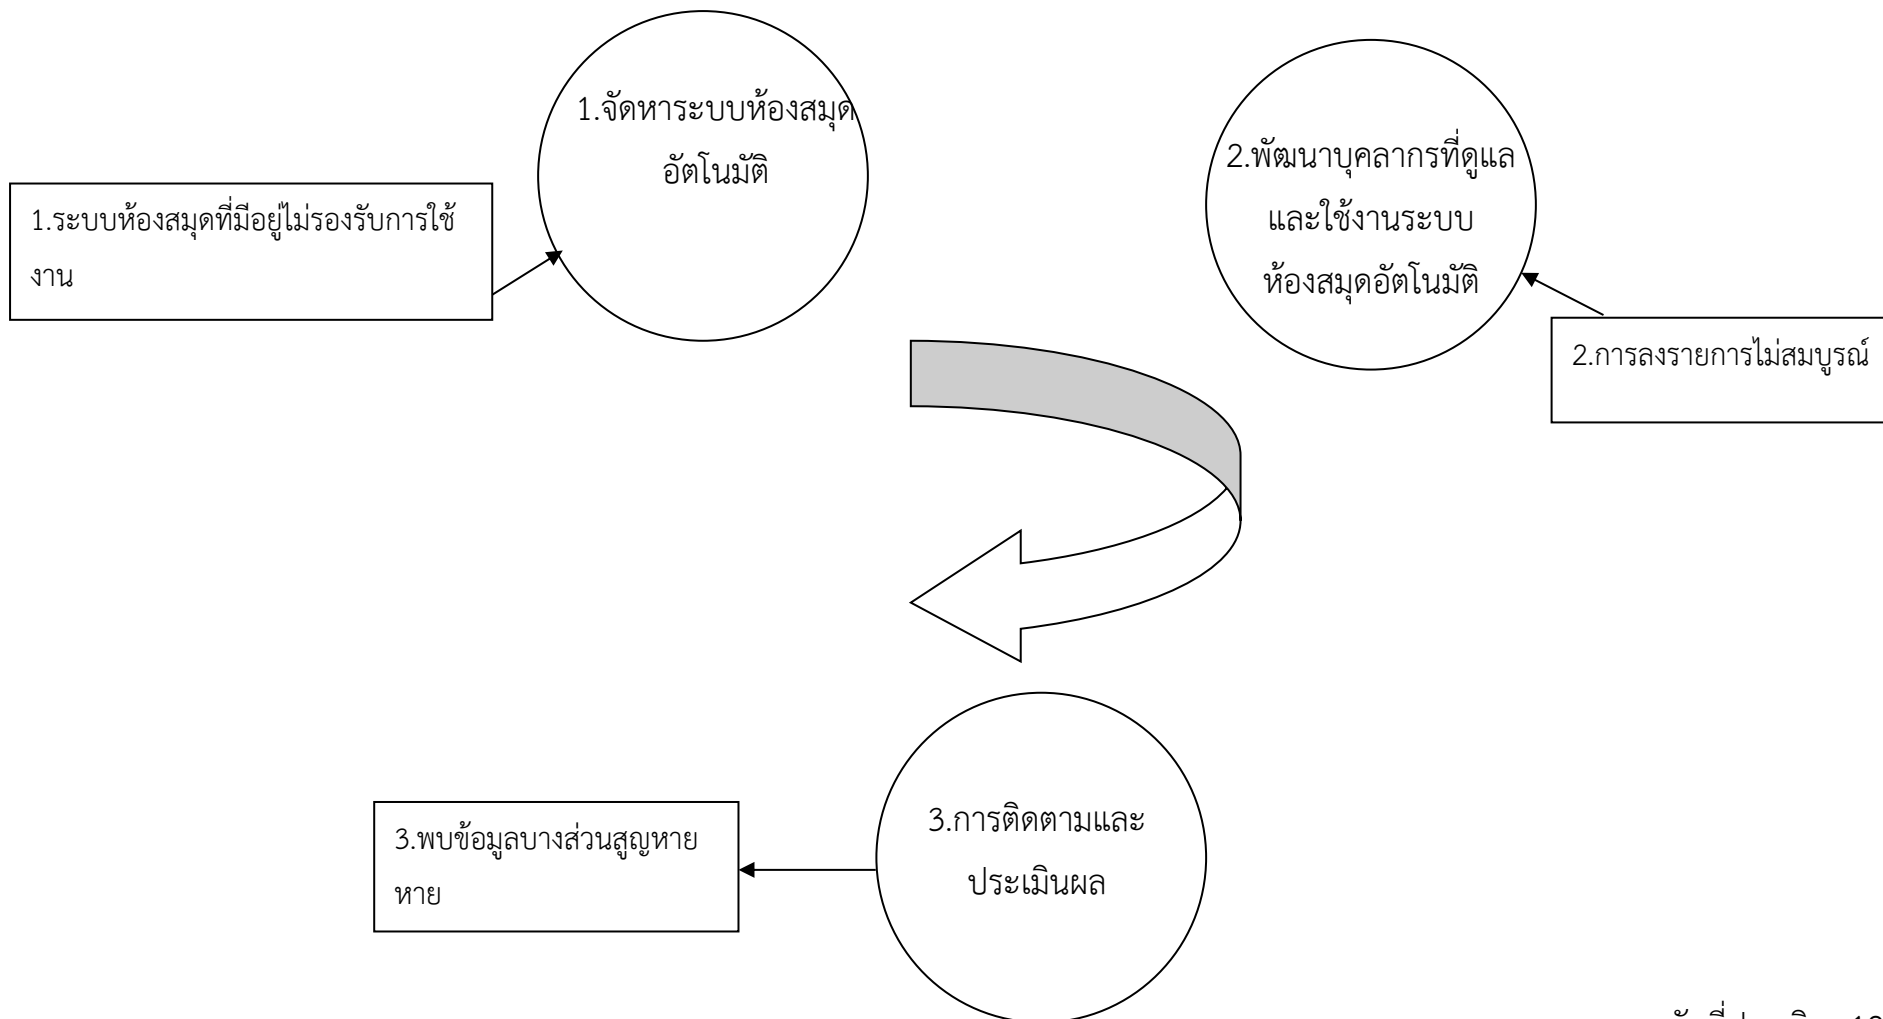 1.จัดหาระบบห้องสมุด
อัตโนมัติ
1.ระบบห้องสมุดที่มีอยู่ไม่รองรับการใช้
งาน
2.พัฒนาบุคลากรที่ดูแล
และใช้งานระบบ
ห้องสมุดอัตโนมัติ
2.การลงรายการไม่สมบูรณ์
3.การติดตามและ
ประเมินผล
3.พบข้อมูลบางส่วนสูญหาย
หาย